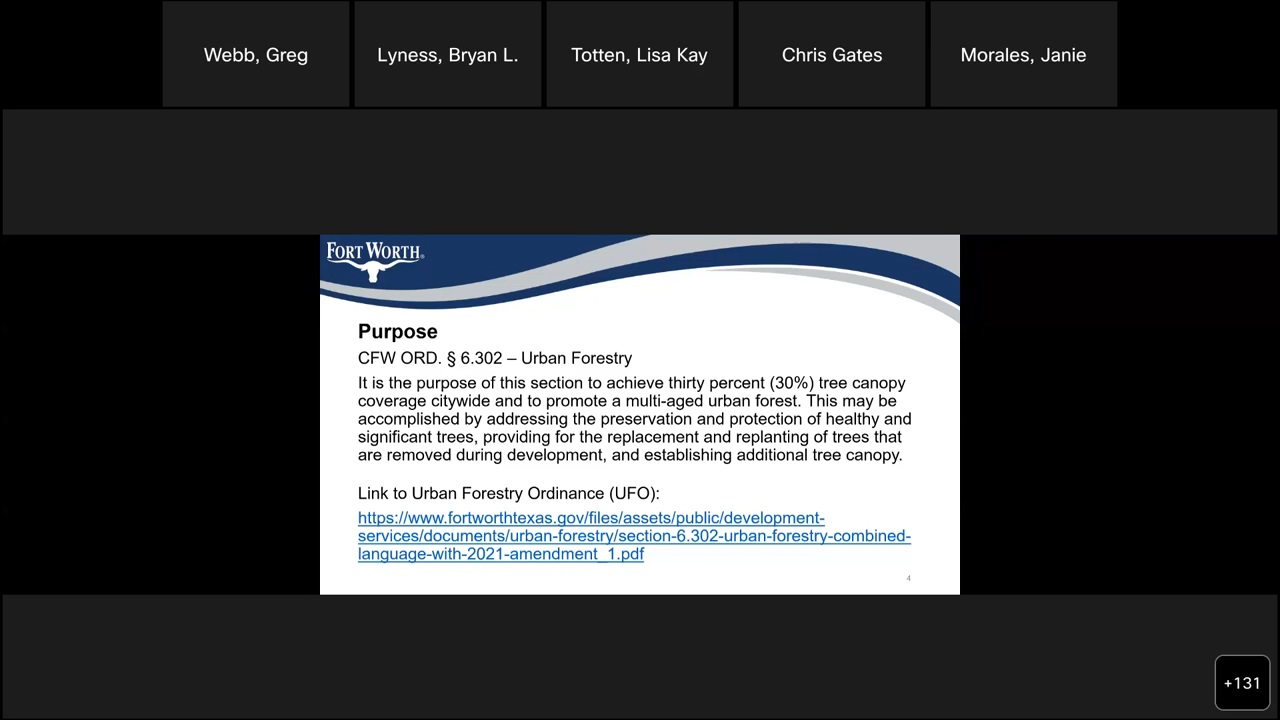 Webb, Greg
Lyness, Bryan L.
Totten, Lisa Kay
Chris Gates
Morales, Janie
FORT WORTH®
Purpose
CFW ORD. § 6.302 – Urban Forestry
It is the purpose of this section to achieve thirty percent (30%) tree canopy
coverage citywide and to promote a multi-aged urban forest. This may be
accomplished by addressing the preservation and protection of healthy and
significant trees, providing for the replacement and replanting of trees that
are removed during development, and establishing additional tree canopy.
Link to Urban Forestry Ordinance (UFO):
https://www.fortworthtexas.gov/files/assets/public/development-
services/documents/urban-forestry/section-6.302-urban-forestry-combined-
language-with-2021-amendment_1.pdf
4
+131